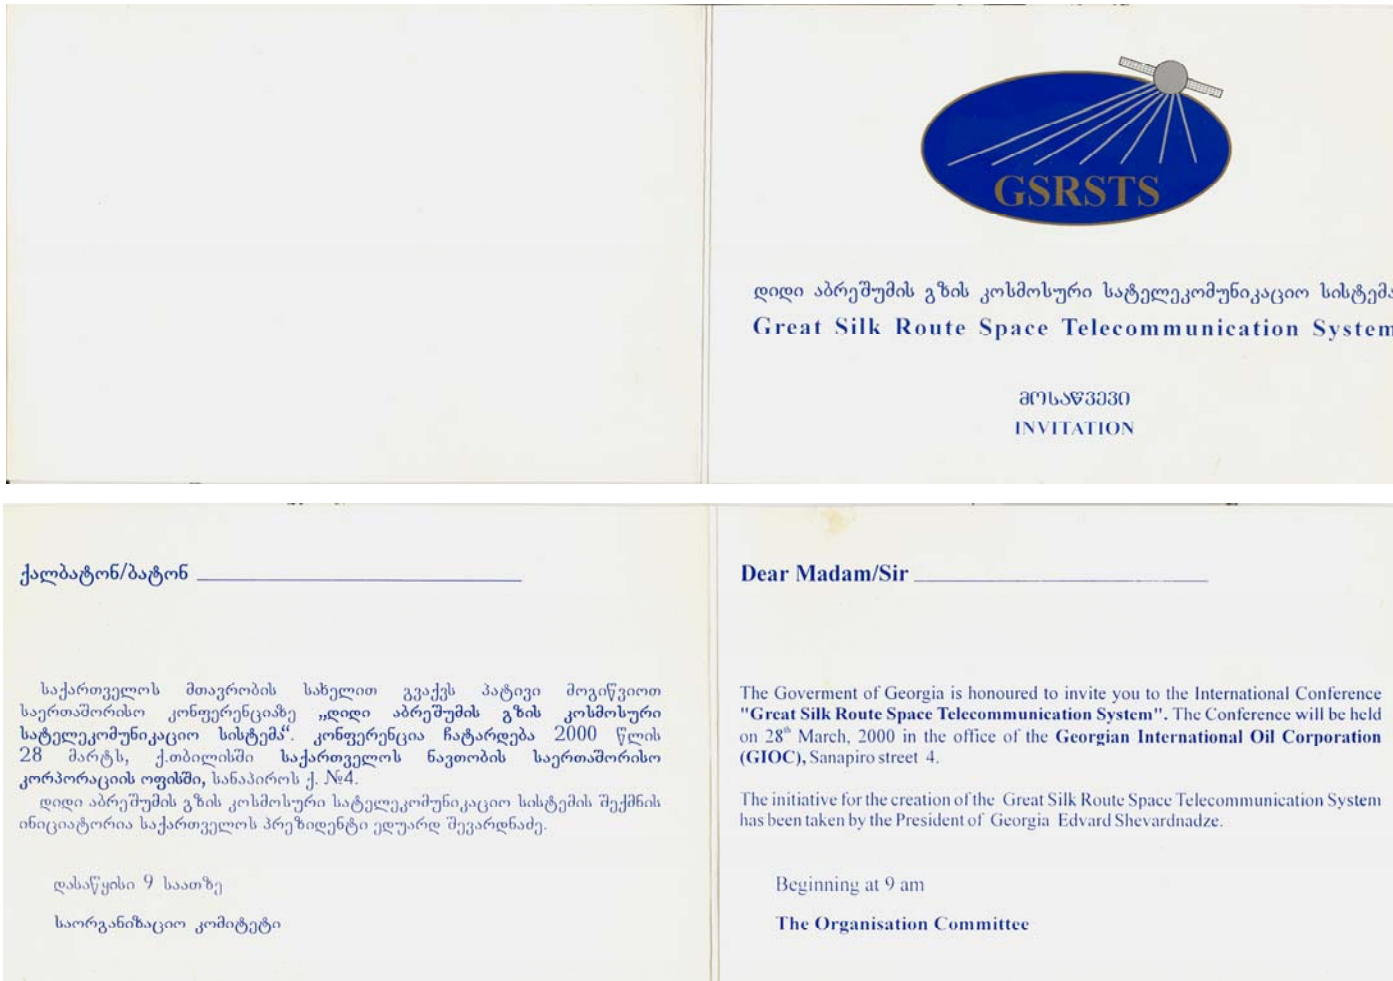 GSRSTS
დიდი აბრეშუმის გზის კოსმოსური სატელეკომუნიკაციო სისტემა
Great Silk Route Space Telecommunication System
მოსაწვევი
INVITATION
ქალბატონ/ბატონ
საქართველოს მთავრობის სახელით გვაქვს პატივი მოგიწვიოთ
საერთაშორისო კონფერენციაზე „დიდი აბრეშუმის გზის კოსმოსური
სატელეკომუნიკაციო სისტემა“. კონფერენცია ჩატარდება 2000 წლის
28 მარტს, ქ.თბილისში საქართველოს ნავთობის საერთაშორისო
კორპორაციის ოფისში, სანაპიროს ქ. №4.
დიდი აბრეშუმის გზის კოსმოსური სატელეკომუნიკაციო სისტემის შექმნის
ინიციატორია საქართველოს პრეზიდენტი ედუარდ შევარდნაძე.
დასაწყისი 9 საათზე
საორგანიზაციო კომიტეტი
Dear Madam/Sir
The Goverment of Georgia is honoured to invite you to the International Conference
"Great Silk Route Space Telecommunication System". The Conference will be held
on 28th March, 2000 in the office of the Georgian International Oil Corporation
(GIOC), Sanapiro street 4.
The initiative for the creation of the Great Silk Route Space Telecommunication System
has been taken by the President of Georgia Edvard Shevardnadze.
Beginning at 9 am
The Organisation Committee